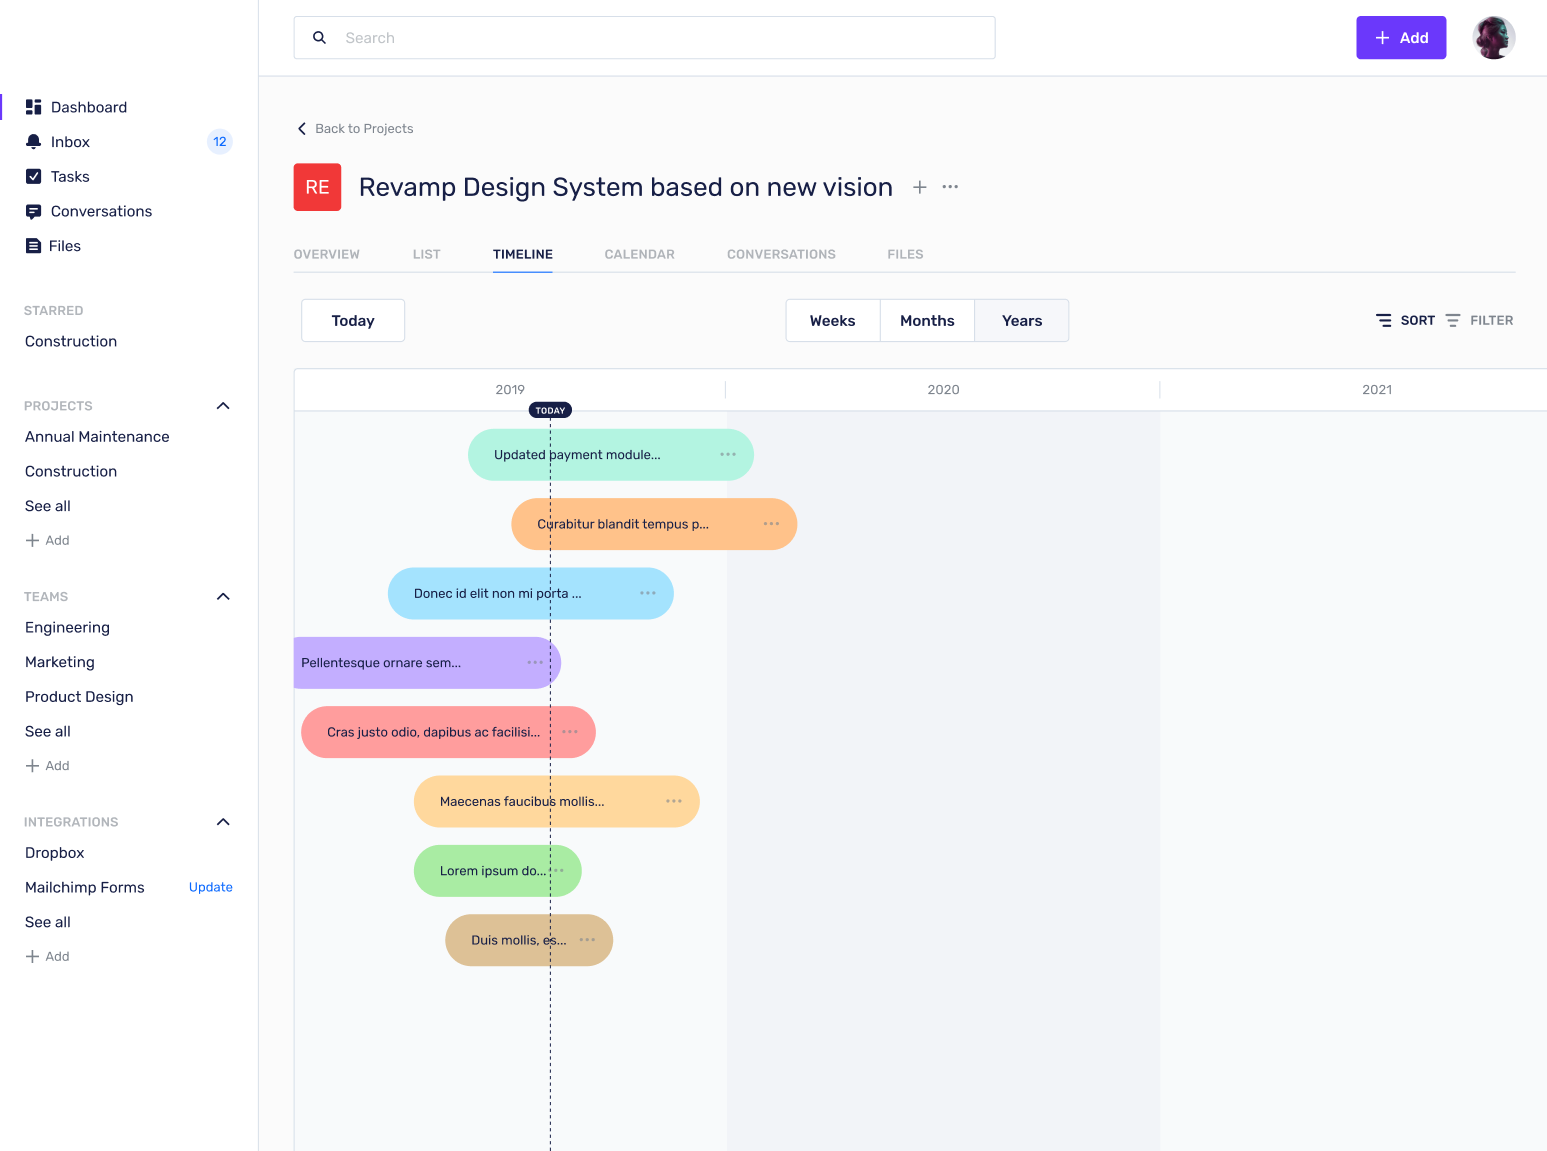 Search
+ Add
Dashboard
Inbox 12
Tasks
Conversations
Files
STARRED
Construction
PROJECTS
Annual Maintenance
Construction
See all
+ Add
TEAMS
Engineering
Marketing
Product Design
See all
+ Add
INTEGRATIONS
Dropbox
Mailchimp Forms Update
See all
+ Add
Back to Projects
RE Revamp Design System based on new vision + ...
OVERVIEW LIST TIMELINE CALENDAR CONVERSATIONS FILES
Today Weeks Months Years SORT FILTER
2019 2020 2021
TODAY
Updated payment module...
Curabitur blandit tempus p...
Donec id elit non mi porta ...
Pellentesque ornare sem...
Cras justo odio, dapibus ac facilisi...
Maecenas faucibus mollis...
Lorem ipsum do...
Duis mollis, es...